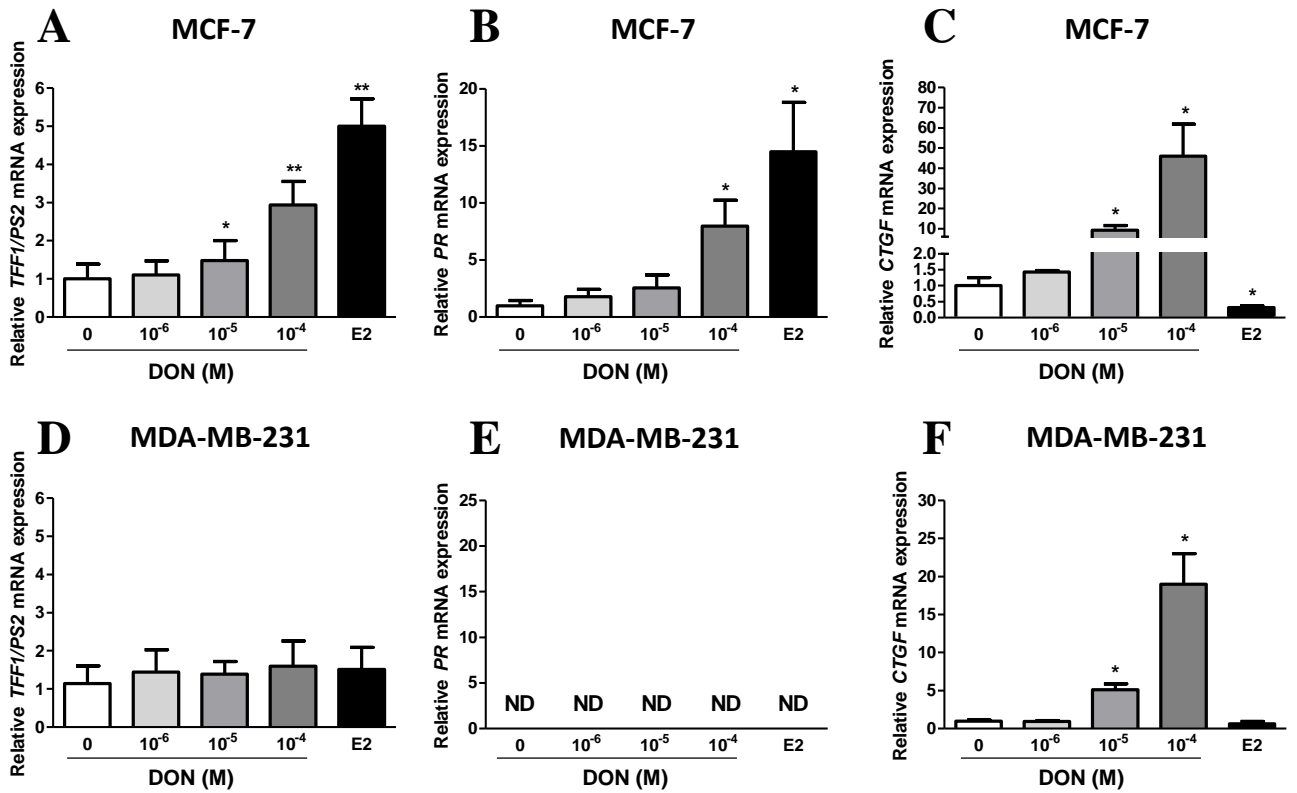 A
MCF-7
Relative TFF1/PS2 mRNA expression
6
5
4
3
2
1
0
*
**
**
0 10⁻⁶ 10⁻⁵ 10⁻⁴ E2
DON (M)
B
MCF-7
Relative PR mRNA expression
20
15
10
5
0
*
*
0 10⁻⁶ 10⁻⁵ 10⁻⁴ E2
DON (M)
C
MCF-7
Relative CTGF mRNA expression
80
70
60
50
40
30
20
10
2.0
1.5
1.0
0.5
0.0
*
*
*
0 10⁻⁶ 10⁻⁵ 10⁻⁴ E2
DON (M)
D
MDA-MB-231
Relative TFF1/PS2 mRNA expression
6
5
4
3
2
1
0
0 10⁻⁶ 10⁻⁵ 10⁻⁴ E2
DON (M)
E
MDA-MB-231
Relative PR mRNA expression
25
20
15
10
5
0
ND ND ND ND ND
0 10⁻⁶ 10⁻⁵ 10⁻⁴ E2
DON (M)
F
MDA-MB-231
Relative CTGF mRNA expression
30
25
20
15
10
5
0
*
*
0 10⁻⁶ 10⁻⁵ 10⁻⁴ E2
DON (M)